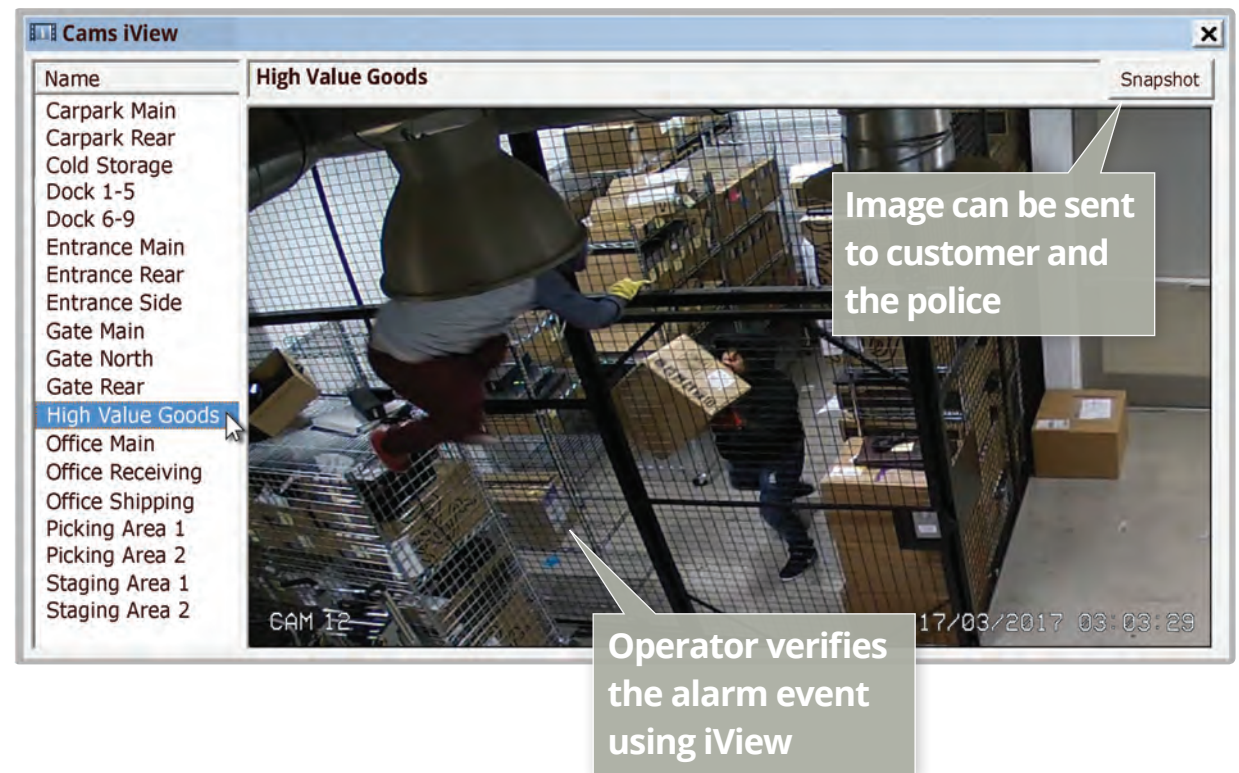 Cams iView
Name
Carpark Main
Carpark Rear
Cold Storage
Dock 1-5
Dock 6-9
Entrance Main
Entrance Rear
Entrance Side
Gate Main
Gate North
Gate Rear
High Value Goods
Office Main
Office Receiving
Office Shipping
Picking Area 1
Picking Area 2
Staging Area 1
Staging Area 2
High Value Goods
Snapshot
Image can be sent
to customer and
the police
CAM 12
17/03/2017 03:03:29
Operator verifies
the alarm event
using iView